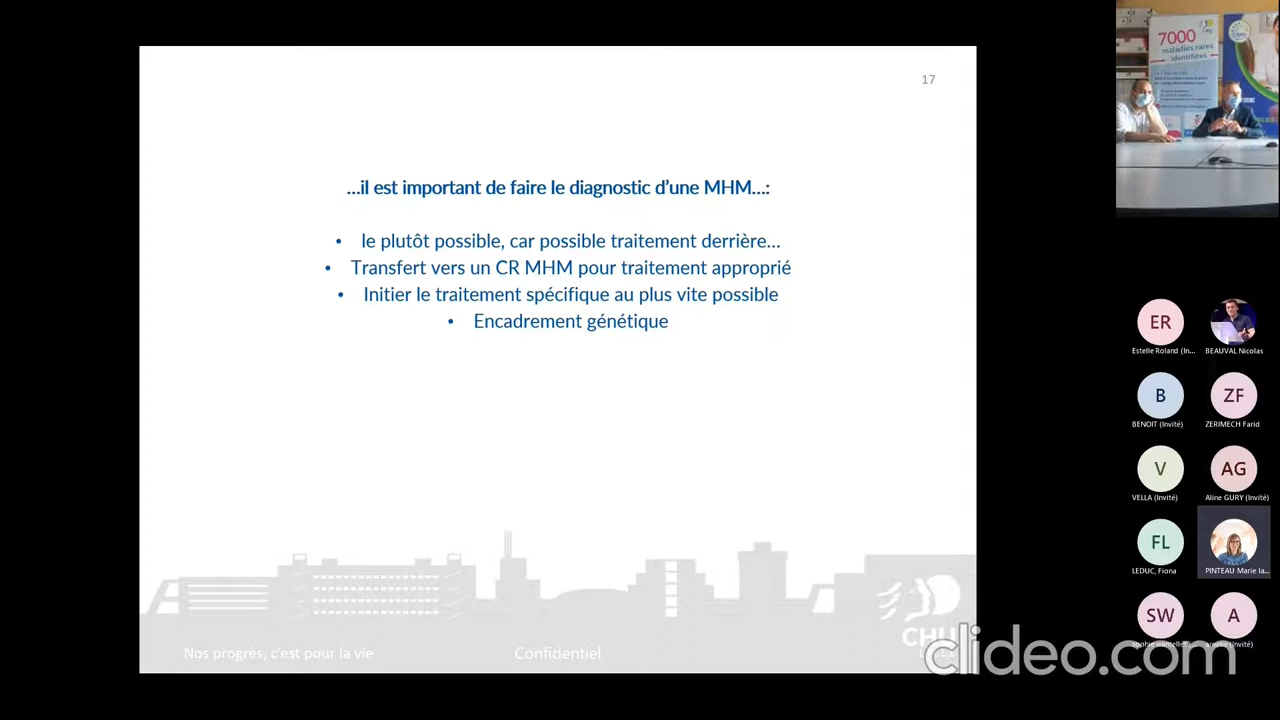 17
...il est important de faire le diagnostic d'une MHM...:
• le plutôt possible, car possible traitement derrière...
• Transfert vers un CR MHM pour traitement approprié
• Initier le traitement spécifique au plus vite possible
• Encadrement génétique
Nos progrès, c'est pour la vie
Confidentiel
CHU
clideo.com
7000
maladies rares
identifiées
ER
Estelle Roland (In...
BEAUVAL Nicolas
B
BENOIT (Invité)
ZF
ZERIMECH Farid
V
VELLA (Invité)
AG
Aline GURY (Invité)
FL
LEDUC, Fiona
PINTEAU Marie la...
SW
A